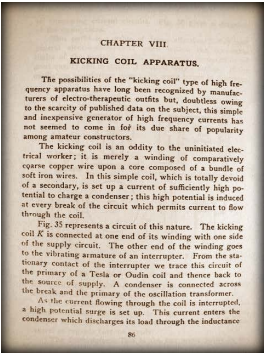 CHAPTER VIII.
KICKING COIL APPARATUS.
The possibilities of the "kicking coil" type of high fre-
quency apparatus have long been recognized by manufac-
turers of electro-therapeutic outfits but, doubtless owing
to the scarcity of published data on the subject, this simple
and inexpensive generator of high frequency currents has
not seemed to come in for its due share of popularity
among amateur constructors.
The kicking coil is an oddity to the uninitiated elec-
trical worker; it is merely a winding of comparatively
coarse copper wire upon a core composed of a bundle of
soft iron wires. In this simple coil, which is totally devoid
of a secondary, is set up a current of sufficiently high po-
tential to charge a condenser; this high potential is induced
at every break of the circuit which permits current to flow
through the coil.
Fig. 35 represents a circuit of this nature. The kicking
coil K is connected at one end of its winding with one side
of the supply circuit. The other end of the winding goes
to the vibrating armature of an interrupter. From the sta-
tionary contact of the interrupter we trace this circuit of
the primary of a Tesla or Oudin coil and thence back to
the source of supply. A condenser is connected across
the break and the primary of the oscillation transformer.
As the current flowing through the coil is interrupted,
a high potential surge is set up. This current enters the
condenser which discharges its load through the inductance
86